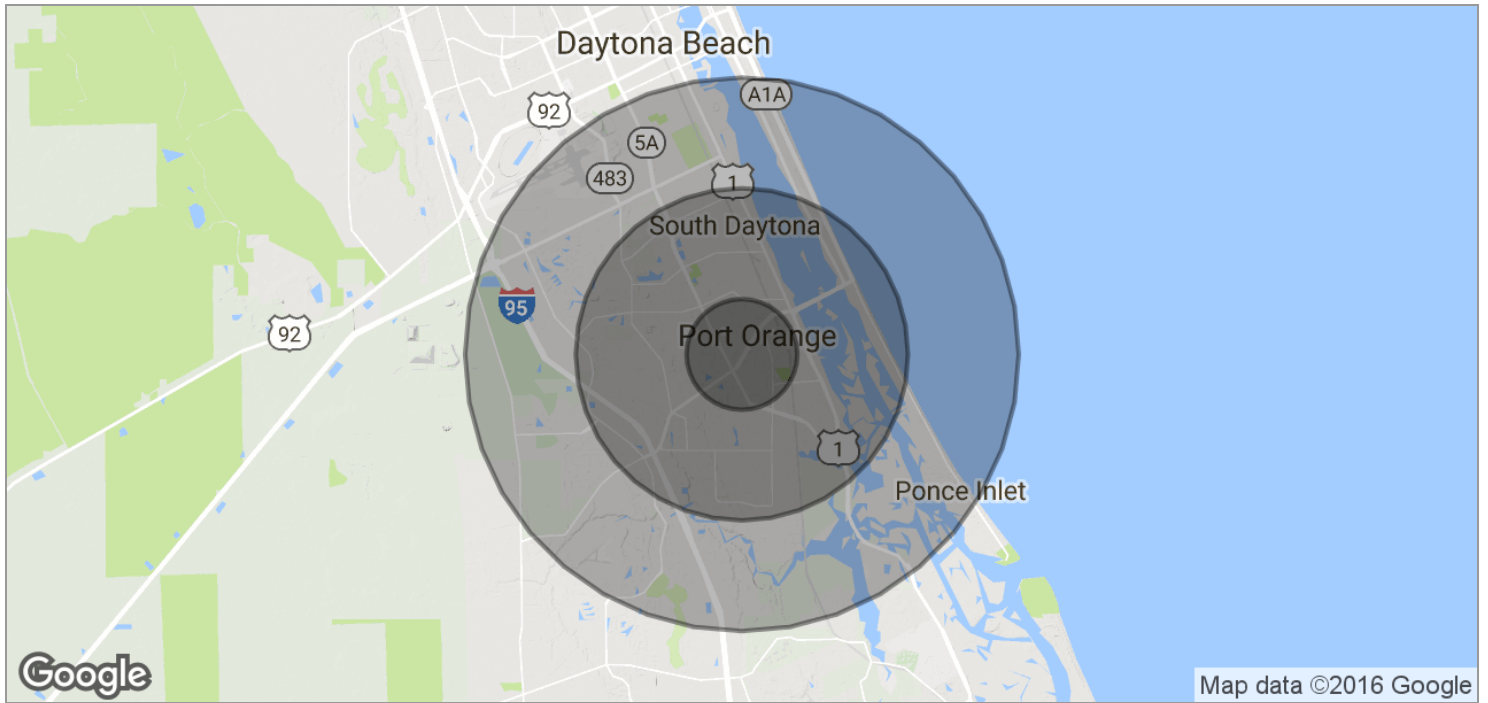 Daytona Beach
A1A
92
5A
483
1
South Daytona
95
92
Port Orange
1
Ponce Inlet
Google
Map data ©2016 Google